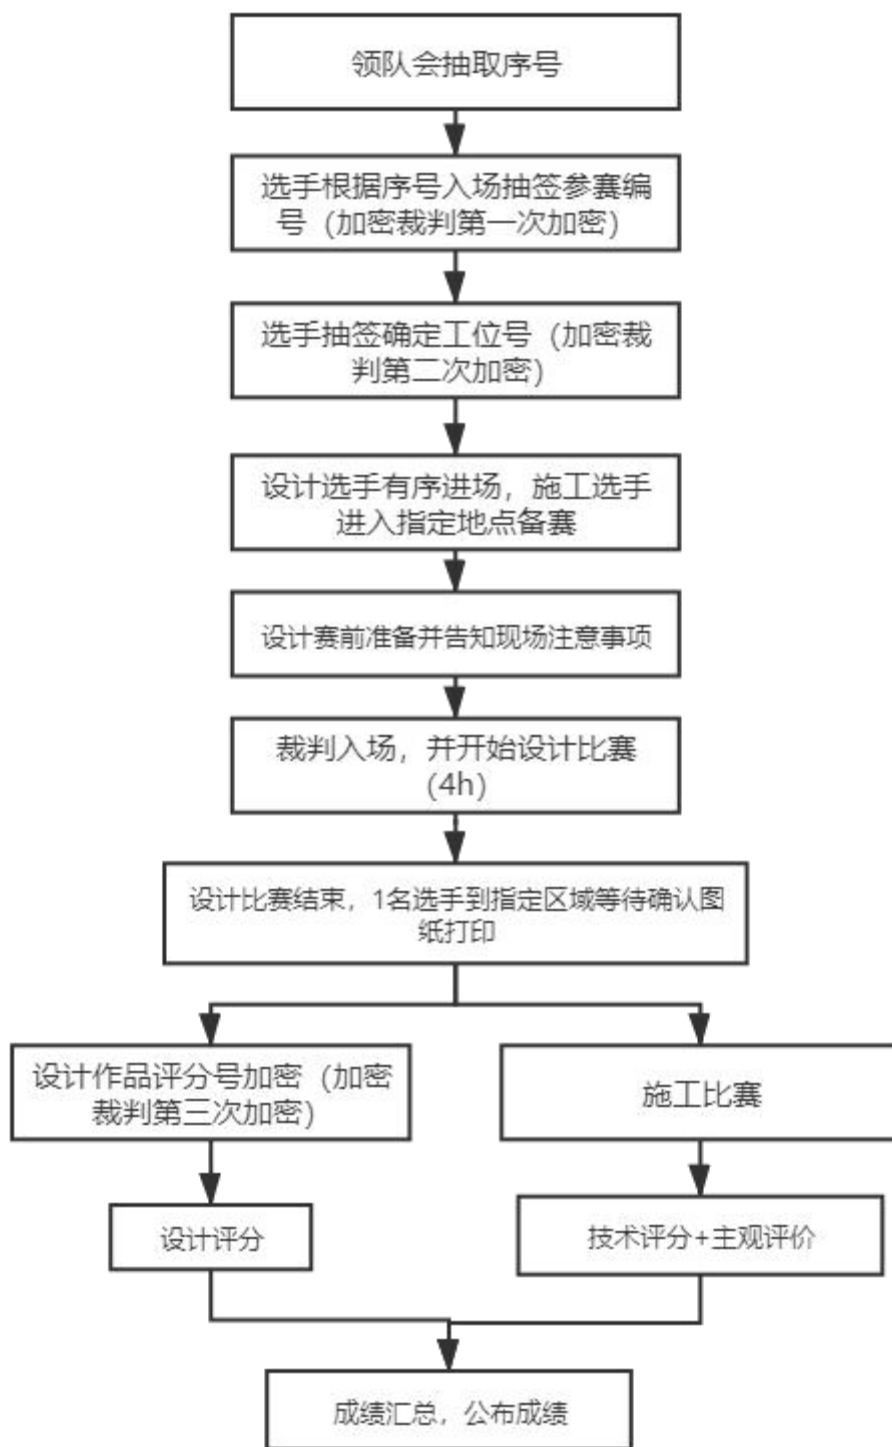 领队会抽取序号
选手根据序号入场抽签参赛编
号（加密裁判第一次加密）
选手抽签确定工位号（加密裁
判第二次加密）
设计选手有序进场，施工选手
进入指定地点备赛
设计赛前准备并告知现场注意事项
裁判入场，并开始设计比赛
（4h）
设计比赛结束，1名选手到指定区域等待确认图
纸打印
设计作品评分号加密（加密
裁判第三次加密）
施工比赛
设计评分
技术评分+主观评价
成绩汇总，公布成绩